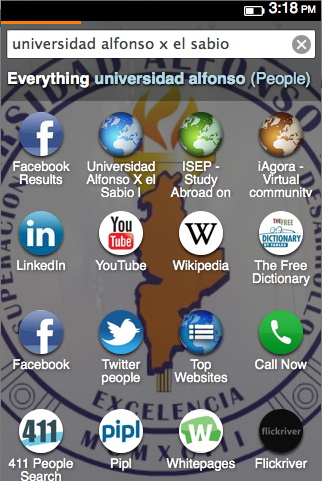 3:18 PM
universidad alfonso x el sabio
Everything universidad alfonso (People)
f
Facebook
Results
Universidad
Alfonso X el
Sabio |
ISEP -
Study
Abroad on
iAgora -
Virtual
community
in
LinkedIn
You
Tube
YouTube
W
Wikipedia
THE FREE
DICTIONARY
The Free
Dictionary
f
Facebook
Twitter
people
Top
Websites
Call Now
411
411 People
Search
pipl
Pipl
W
Whitepages
flickriver
Flickriver
EXCELENCIA